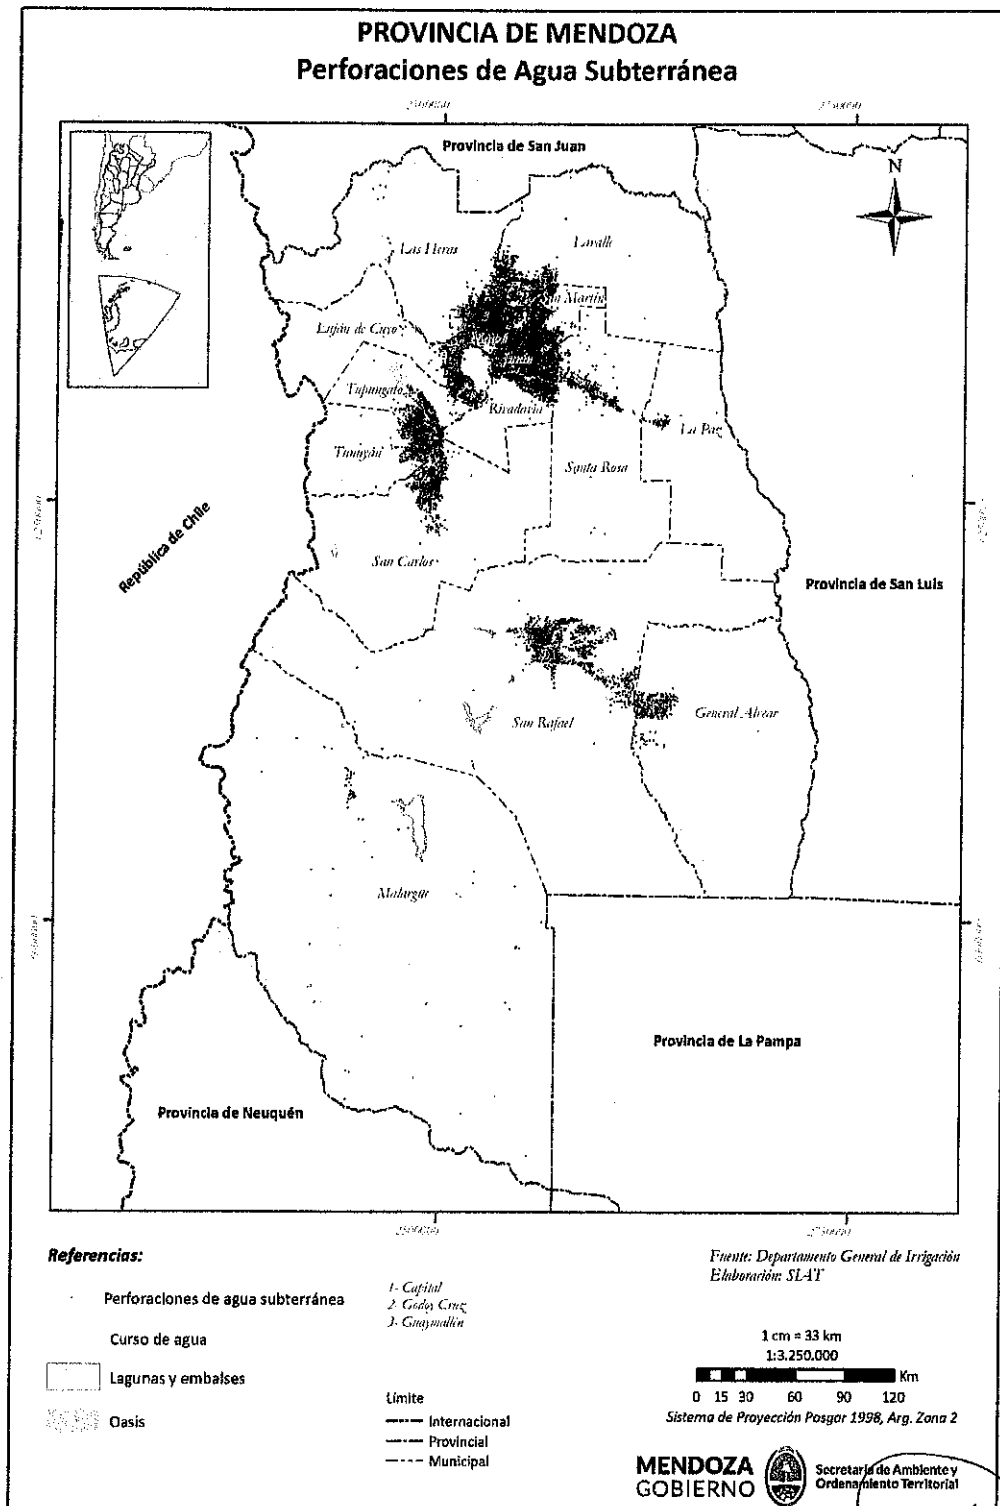 PROVINCIA DE MENDOZA
Perforaciones de Agua Subterránea
Provincia de San Juan
N
Las Heras
Lavalle
Martín
Luján de Cuyo
Tupungato
Rivadavia
La Paz
Tunuyán
Santa Rosa
República de Chile
San Carlos
Provincia de San Luis
San Rafael
General Alvear
Malargüe
Provincia de La Pampa
Provincia de Neuquén
Referencias:
Perforaciones de agua subterránea
Curso de agua
Lagunas y embalses
Oasis
1- Capital
2- Godoy Cruz
3- Guaymallén
Límite
Internacional
Provincial
Municipal
Fuente: Departamento General de Irrigación
Elaboración: SIAT
1 cm = 33 km
1:3.250.000
Km
0 15 30 60 90 120
Sistema de Proyección Posgar 1998, Arg. Zona 2
MENDOZA
GOBIERNO
Secretaría de Ambiente y
Ordenamiento Territorial